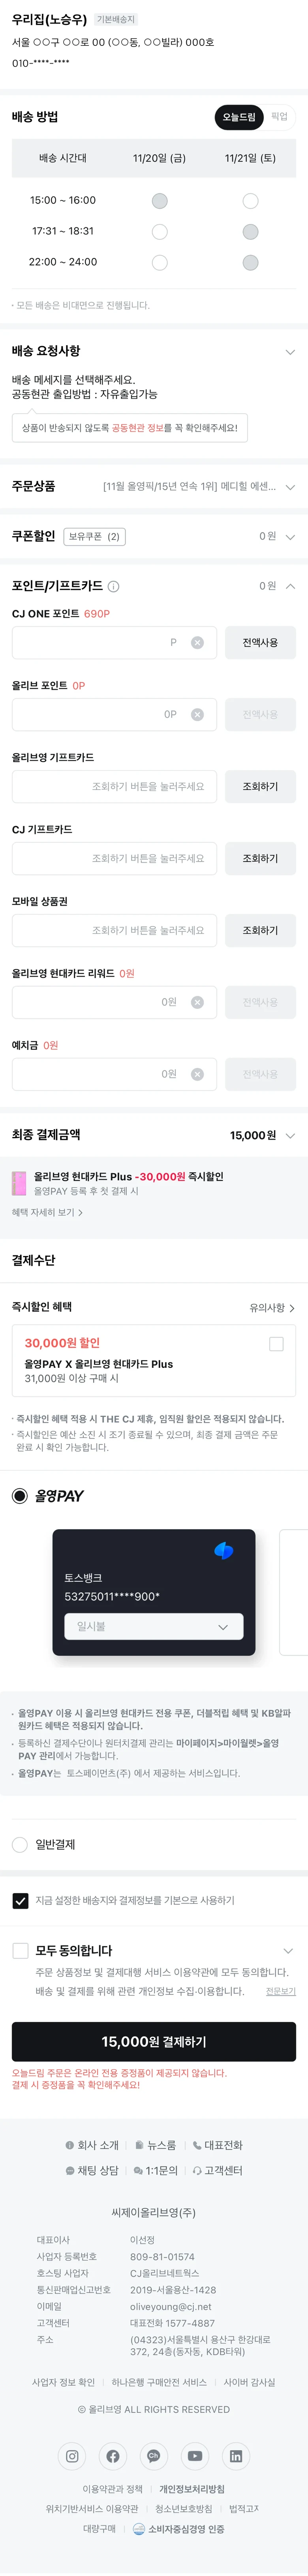 우리집(노승우) 기본배송지
서울 ○○구 ○○로 00 (○○동, ○○빌라) 000호
010-****-****
배송 방법 오늘드림 픽업
배송 시간대 11/20일 (금) 11/21일 (토)
15:00 ~ 16:00
17:31 ~ 18:31
22:00 ~ 24:00
· 모든 배송은 비대면으로 진행됩니다.
배송 요청사항
배송 메세지를 선택해주세요.
공동현관 출입방법 : 자유출입가능
상품이 반송되지 않도록 공동현관 정보를 꼭 확인해주세요!
주문상품 [11월 올영픽/15년 연속 1위] 메디힐 에센...
쿠폰할인 보유쿠폰 (2) 0원
포인트/기프트카드 0원
CJ ONE 포인트 690P
P 전액사용
올리브 포인트 0P
0P 전액사용
올리브영 기프트카드
조회하기 버튼을 눌러주세요 조회하기
CJ 기프트카드
조회하기 버튼을 눌러주세요 조회하기
모바일 상품권
조회하기 버튼을 눌러주세요 조회하기
올리브영 현대카드 리워드 0원
0원 전액사용
예치금 0원
0원 전액사용
최종 결제금액 15,000원
올리브영 현대카드 Plus -30,000원 즉시할인
올영PAY 등록 후 첫 결제 시
혜택 자세히 보기 >
결제수단
즉시할인 혜택 유의사항 >
30,000원 할인
올영PAY X 올리브영 현대카드 Plus
31,000원 이상 구매 시
· 즉시할인 혜택 적용 시 THE CJ 제휴, 임직원 할인은 적용되지 않습니다.
· 즉시할인은 예산 소진 시 조기 종료될 수 있으며, 최종 결제 금액은 주문
완료 시 확인 가능합니다.
올영PAY
토스뱅크
53275011****900*
일시불
· 올영PAY 이용 시 올리브영 현대카드 전용 쿠폰, 더블적립 혜택 및 KB알파
원카드 혜택은 적용되지 않습니다.
· 등록하신 결제수단이나 원터치결제 관리는 마이페이지>마이월렛>올영
PAY 관리에서 가능합니다.
· 올영PAY는 토스페이먼츠(주) 에서 제공하는 서비스입니다.
일반결제
지금 설정한 배송지와 결제정보를 기본으로 사용하기
모두 동의합니다
주문 상품정보 및 결제대행 서비스 이용약관에 모두 동의합니다.
배송 및 결제를 위해 관련 개인정보 수집·이용합니다. 전문보기
15,000원 결제하기
오늘드림 주문은 온라인 전용 증정품이 제공되지 않습니다.
결제 시 증정품을 꼭 확인해주세요!
회사 소개 뉴스룸 대표전화
채팅 상담 1:1문의 고객센터
씨제이올리브영(주)
대표이사 이선정
사업자 등록번호 809-81-01574
호스팅 사업자 CJ올리브네트웍스
통신판매업신고번호 2019-서울용산-1428
이메일 oliveyoung@cj.net
고객센터 대표전화 1577-4887
주소 (04323)서울특별시 용산구 한강대로
372, 24층(동자동, KDB타워)
사업자 정보 확인 하나은행 구매안전 서비스 사이버 감사실
© 올리브영 ALL RIGHTS RESERVED
Ch
이용약관과 정책 개인정보처리방침
위치기반서비스 이용약관 청소년보호방침 법적고지
대량구매 소비자중심경영 인증